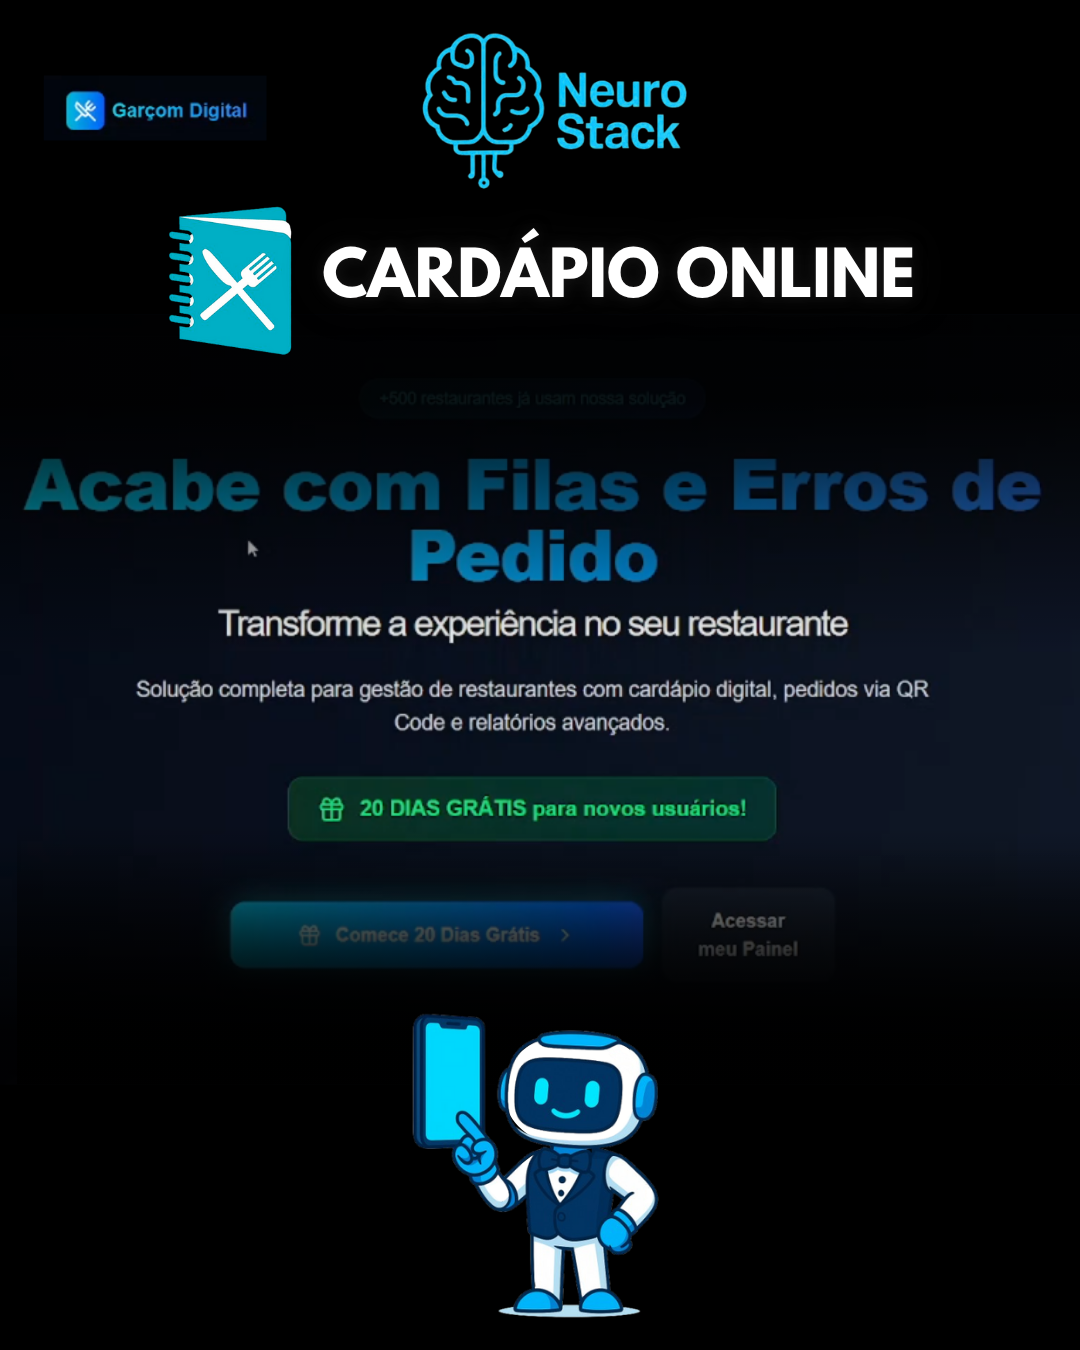 Garçom Digital
Neuro
Stack
CARDÁPIO ONLINE
+500 restaurantes já usam nossa solução
Acabe com Filas e Erros de
Pedido
Transforme a experiência no seu restaurante
Solução completa para gestão de restaurantes com cardápio digital, pedidos via QR
Code e relatórios avançados.
20 DIAS GRÁTIS para novos usuários!
Comece 20 Dias Grátis
Acessar
meu Painel